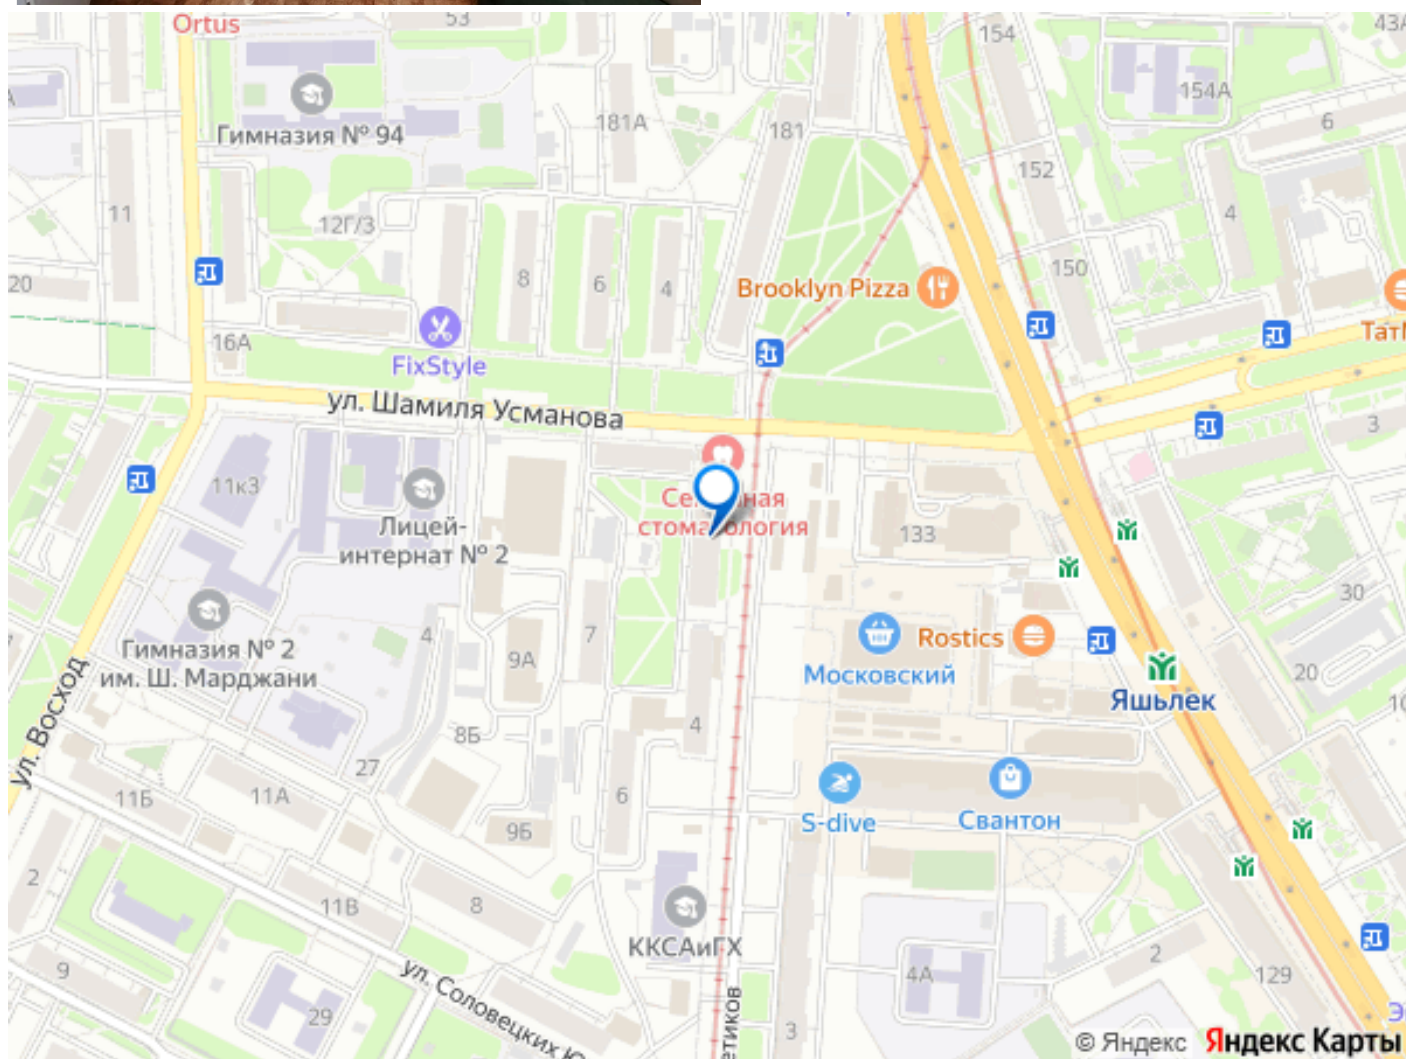 Ortus
53
154
43А
154А
Гимназия № 94
181А
181
6
152
11
12Г/3
4
8
6
4
150
20
Brooklyn Pizza
16А
FixStyle
ул. Шамиля Усманова
3
11к3
Лицей-
интернат № 2
стоматология
133
30
Гимназия № 2
им. Ш. Марджани
4
7
9А
Rostics
Московский
20
Яшьлек
ул. Восход
8Б
4
27
11Б
11А
6
9Б
S-dive
Свантон
2
11В
8
ККСАиГХ
2
129
4А
9
29
ул. Соловецких Ю
етиков
3
© Яндекс Яндекс Карты